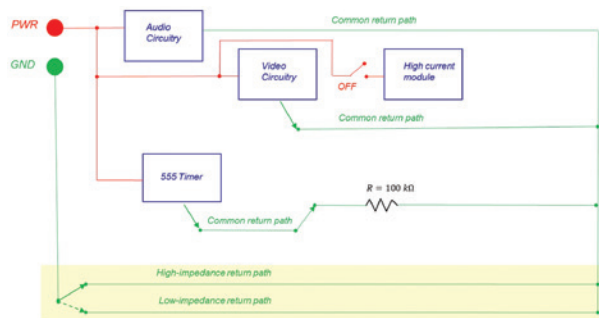 PWR
GND
Audio
Circuitry
Common return path
Video
Circuitry
OFF
High current
module
Common return path
555 Timer
Common return path
R = 100 kΩ
High-impedance return path
Low-impedance return path